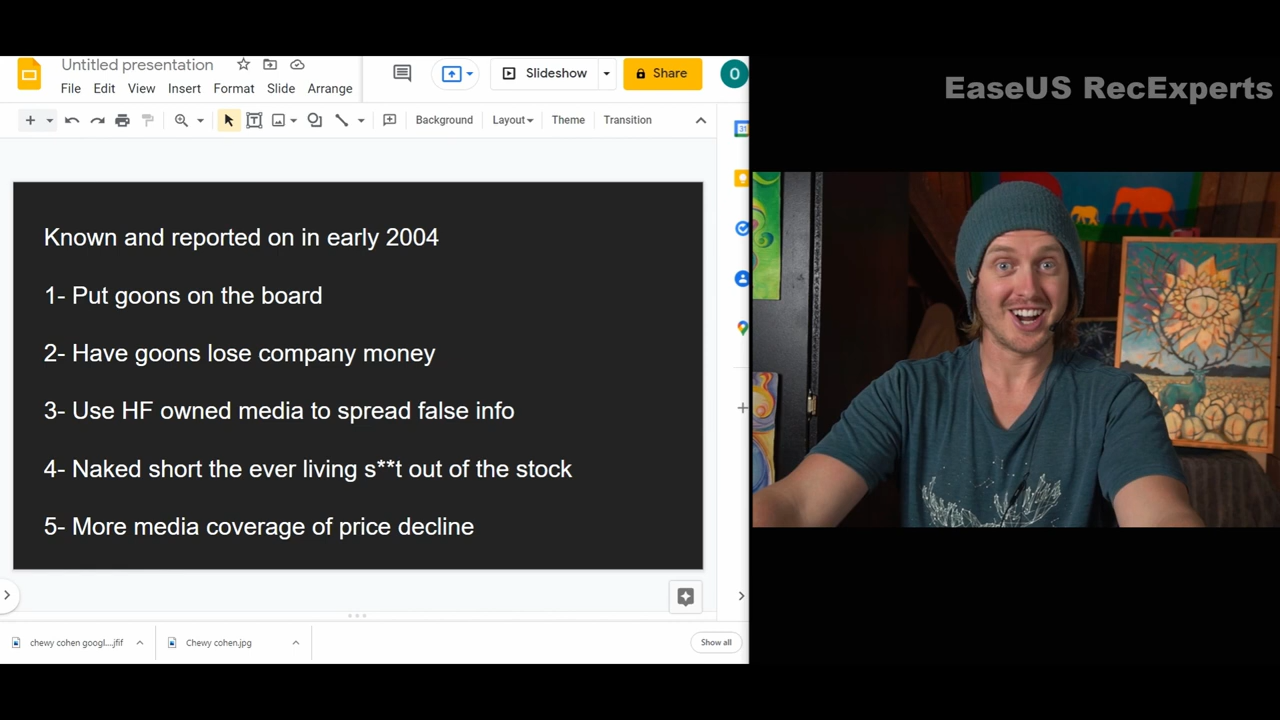 Untitled presentation
EaseUS RecExperts
File Edit View Insert Format Slide Arrange
Slideshow
Share
O
Background Layout Theme Transition
31
Known and reported on in early 2004
1- Put goons on the board
2- Have goons lose company money
3- Use HF owned media to spread false info
4- Naked short the ever living s**t out of the stock
5- More media coverage of price decline
chewy cohen googl....jfif
Chewy cohen.jpg
Show all